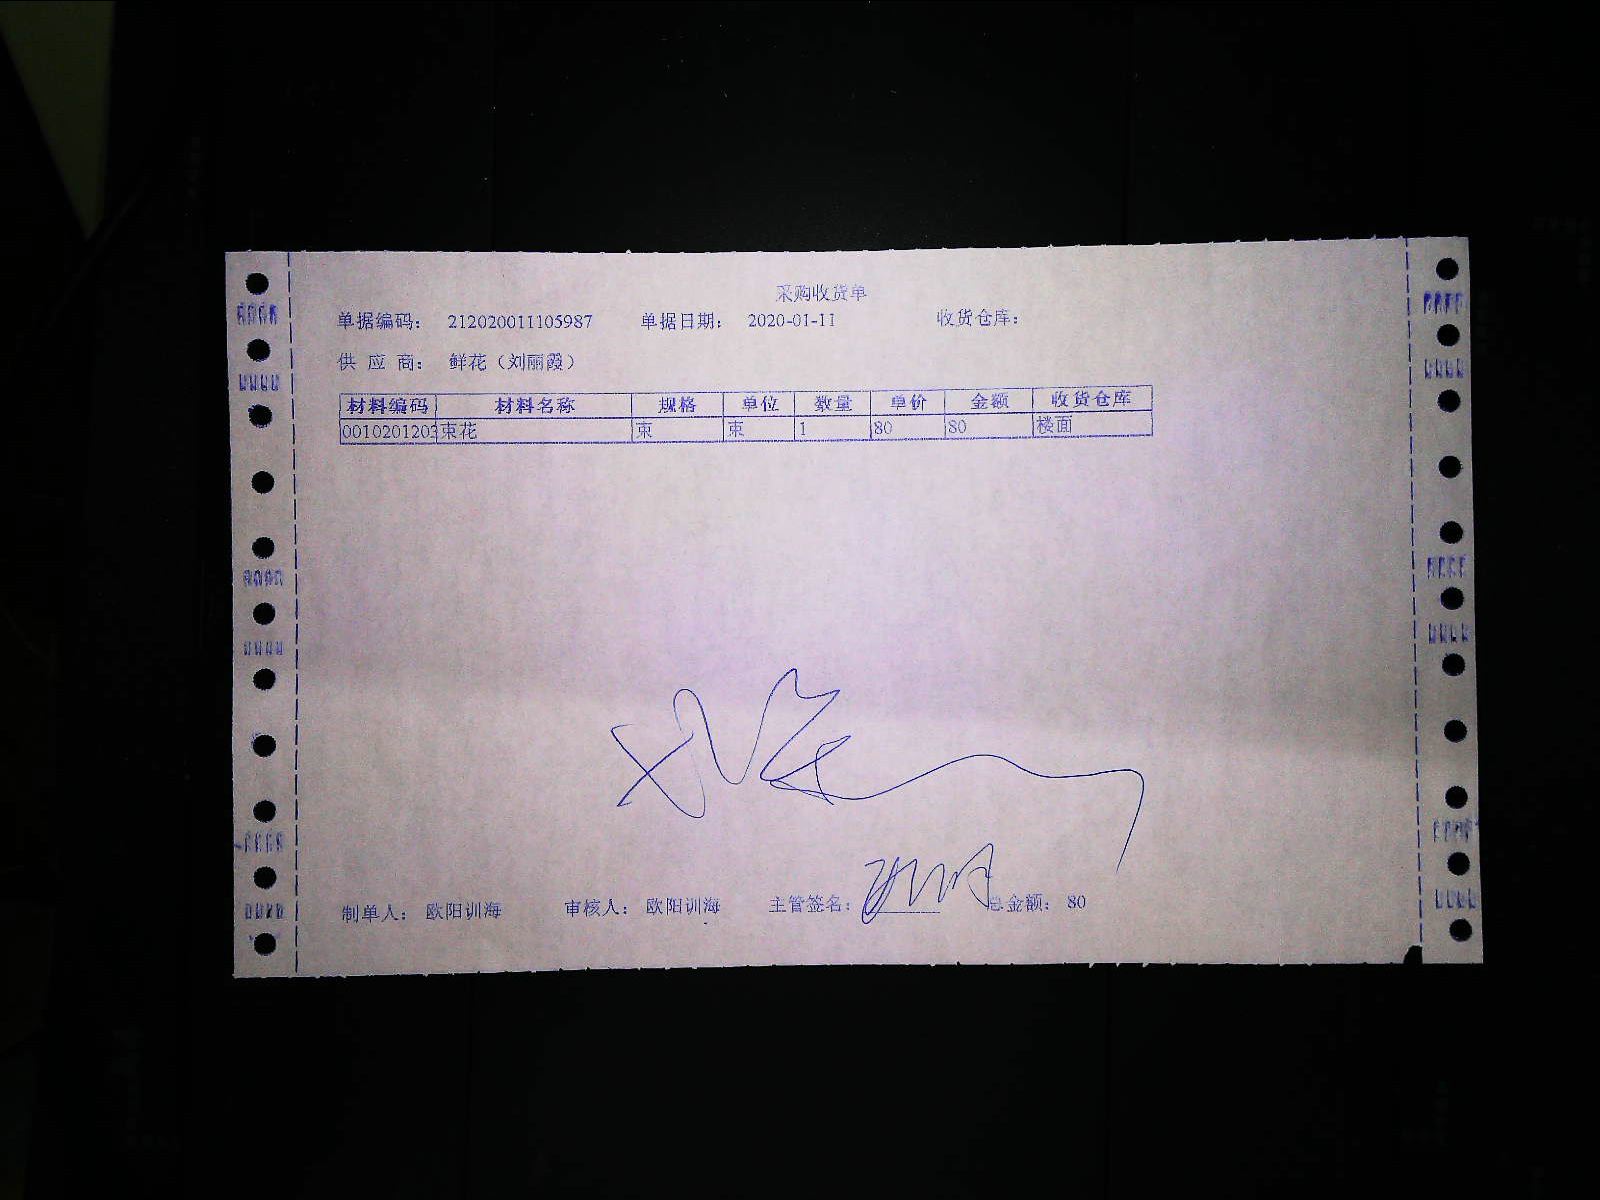 采购收货单
单据编码： 212020011105987 单据日期： 2020-01-11 收货仓库：
供 应 商： 鲜花（刘丽霞）
材料编码 材料名称 规格 单位 数量 单价 金额 收货仓库
0010201203 束花 束 束 1 80 80 楼面
制单人： 欧阳训海 审核人： 欧阳训海 主管签名： 总金额： 80